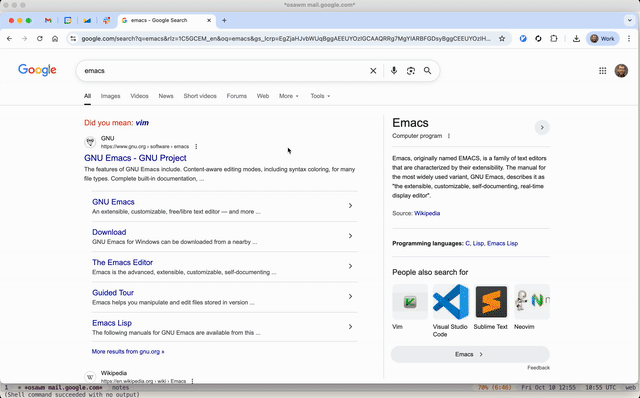 *osawm mail.google.com*
emacs - Google Search
google.com/search?q=emacs&rlz=1C5GCEM_en&oq=emacs&gs_lcrp=EgZjaHJvbWUqBggAEEUYOzIGCAAQRRg7MgYIARBFGDsyBggCEEUYOzIH...
Work
Google
emacs
All Images Videos News Short videos Forums Web More Tools
Did you mean: vim
GNU
https://www.gnu.org › software › emacs
GNU Emacs - GNU Project
The features of GNU Emacs include. Content-aware editing modes, including syntax coloring, for many
file types. Complete built-in documentation, ...
GNU Emacs
An extensible, customizable, free/libre text editor — and more ...
Download
GNU Emacs for Windows can be downloaded from a nearby ...
The Emacs Editor
Emacs is the advanced, extensible, customizable, self-documenting ...
Guided Tour
Emacs helps you manipulate and edit files stored in version ...
Emacs Lisp
The following manuals for GNU Emacs are available from this ...
More results from gnu.org »
Wikipedia
https://en.wikipedia.org › wiki › Emacs
Emacs
Computer program
Emacs, originally named EMACS, is a family of text editors
that are characterized by their extensibility. The manual for
the most widely used variant, GNU Emacs, describes it as
"the extensible, customizable, self-documenting, real-time
display editor".
Source: Wikipedia
Programming languages: C, Lisp, Emacs Lisp
People also search for
Vim
Visual Studio
Code
Sublime Text
Neovim
Emacs
Feedback
1 * *osawm mail.google.com* notes 70% (6:46) Fri Oct 10 12:55 10:55 UTC web
(Shell command succeeded with no output)